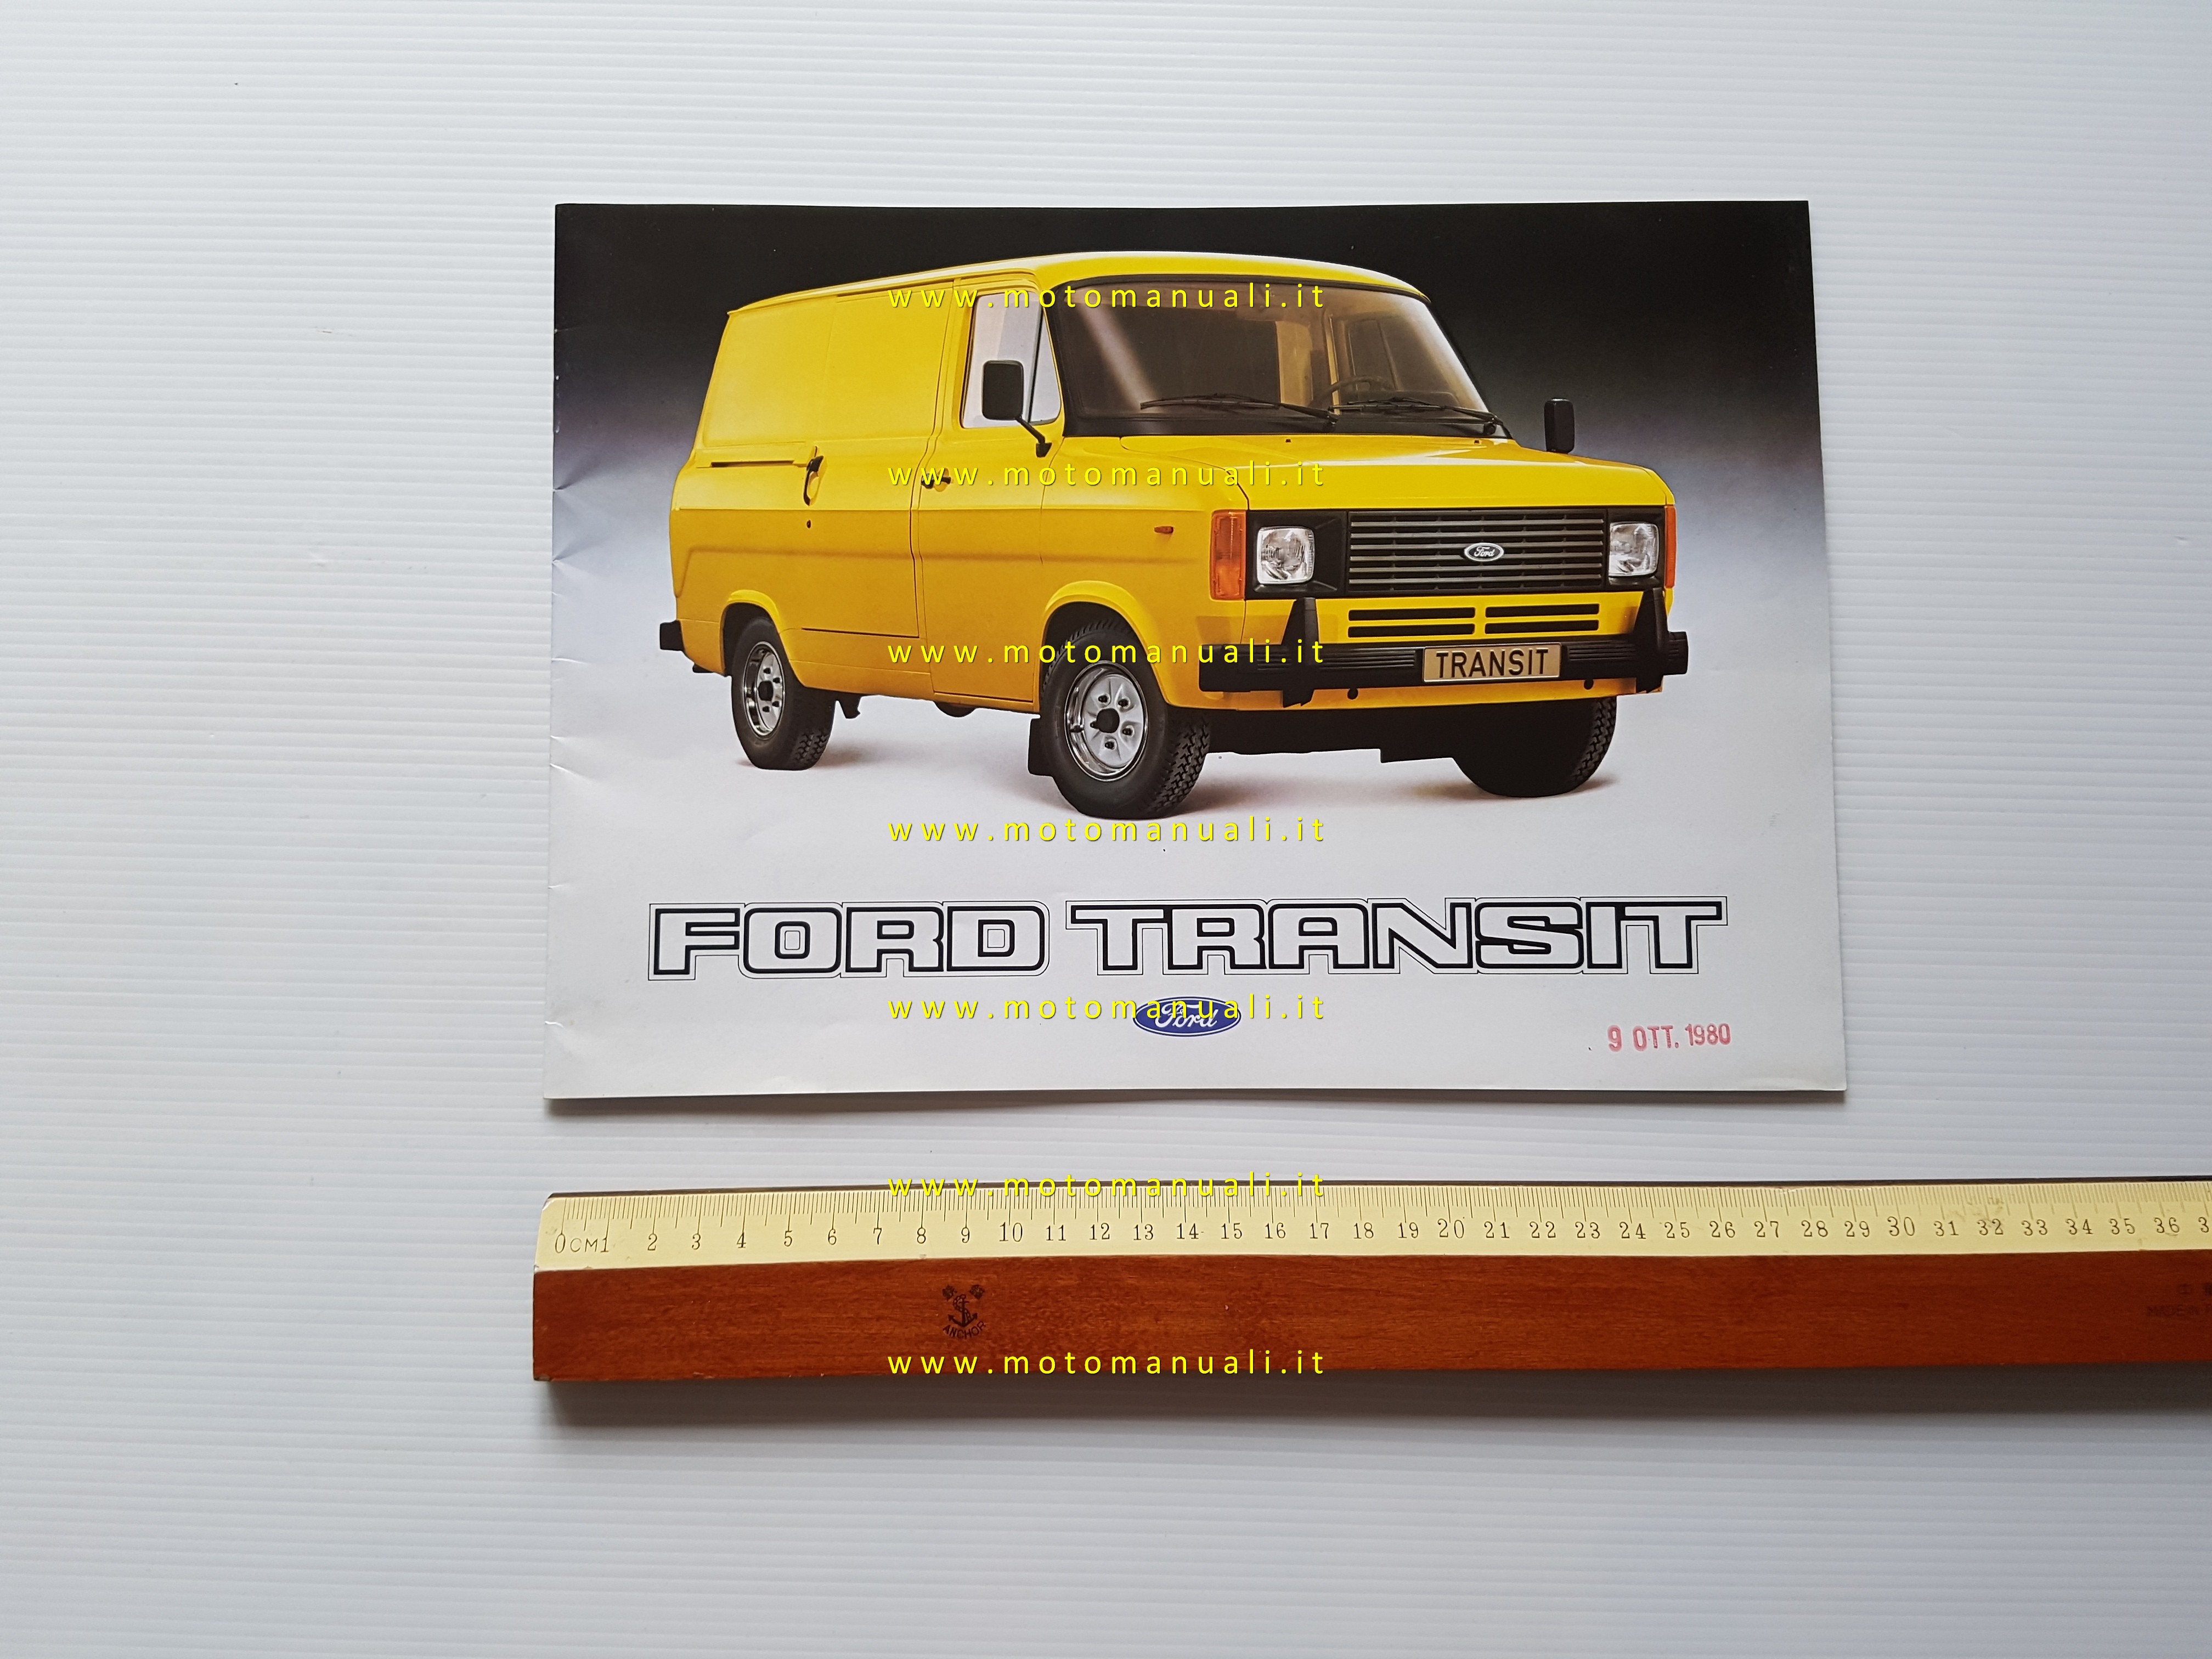 www.motomanuali.it
www.motomanuali.it
Ford
www.motomanuali.it
TRANSIT
www.motomanuali.it
FORD TRANSIT
www.motomanuali.it
Ford
9 OTT. 1980
www.motomanuali.it
0CM1 2 3 4 5 6 7 8 9 10 11 12 13 14 15 16 17 18 19 20 21 22 23 24 25 26 27 28 29 30 31 32 33 34 35 36
ANCHOR
www.motomanuali.it